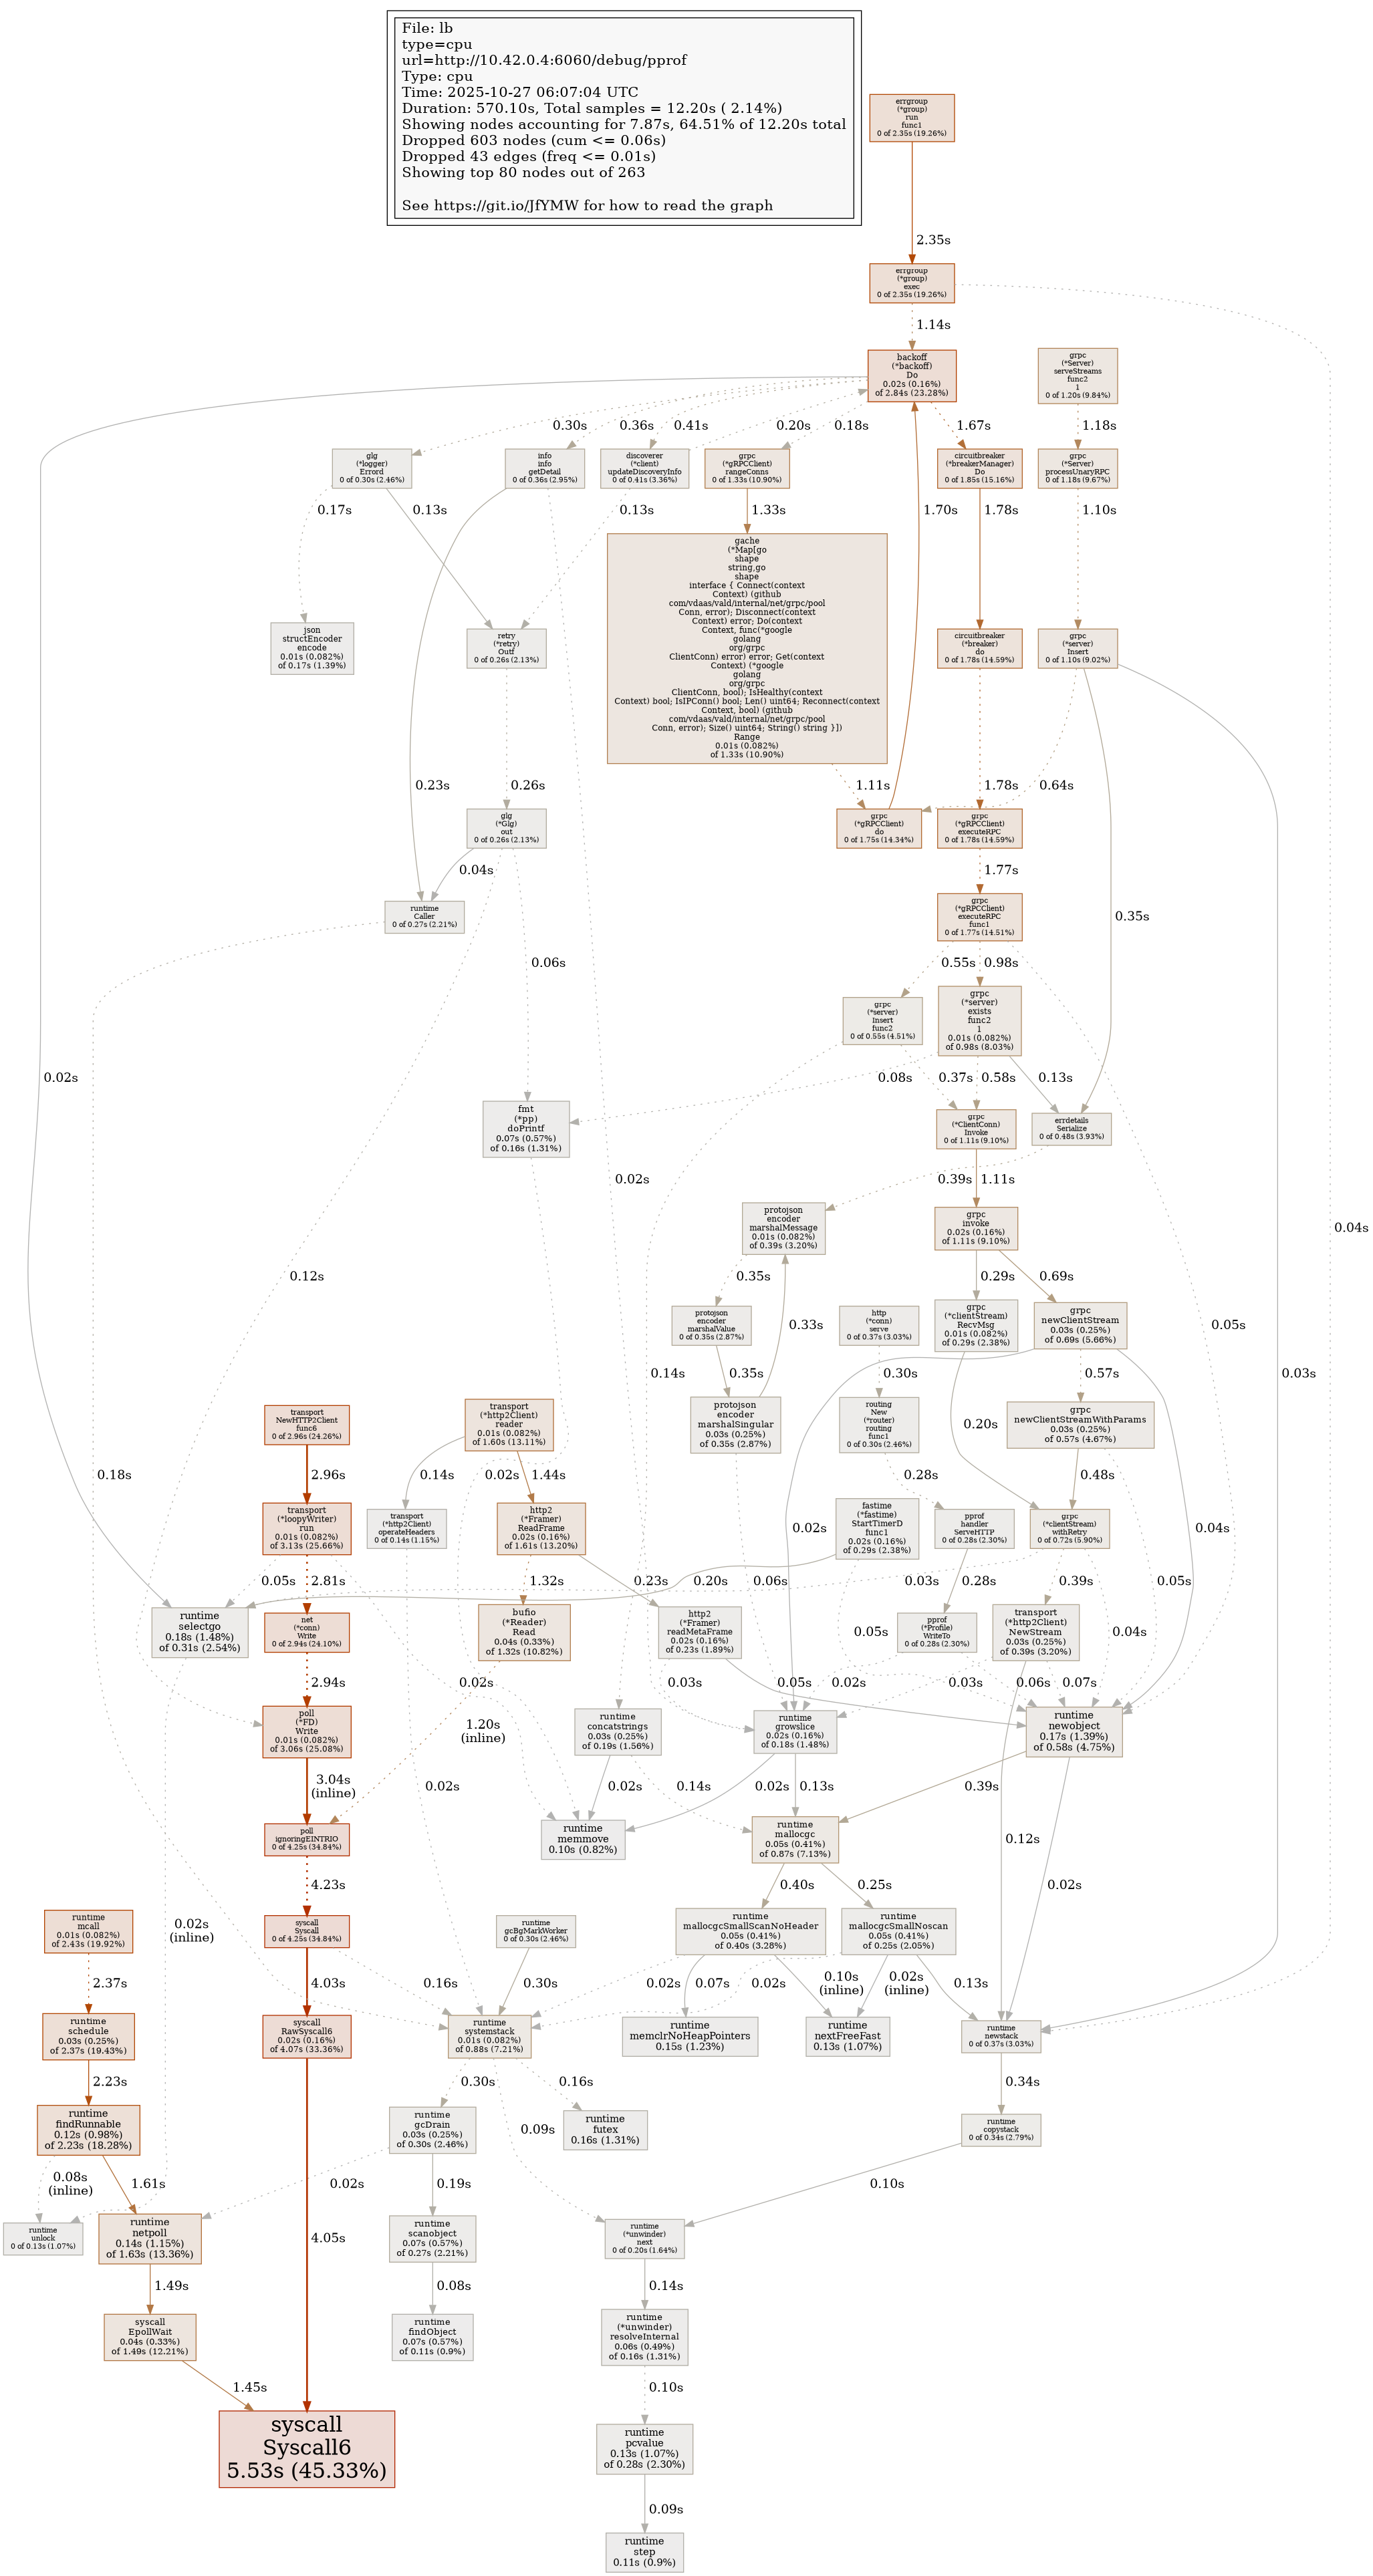 File: lb
type=cpu
url=http://10.42.0.4:6060/debug/pprof
Type: cpu
Time: 2025-10-27 06:07:04 UTC
Duration: 570.10s, Total samples = 12.20s ( 2.14%)
Showing nodes accounting for 7.87s, 64.51% of 12.20s total
Dropped 603 nodes (cum <= 0.06s)
Dropped 43 edges (freq <= 0.01s)
Showing top 80 nodes out of 263
See https://git.io/JfYMW for how to read the graph
errgroup
(*group)
run
func1
0 of 2.35s (19.26%)
2.35s
errgroup
(*group)
exec
0 of 2.35s (19.26%)
1.14s
backoff
(*backoff)
Do
0.02s (0.16%)
of 2.84s (23.28%)
grpc
(*Server)
serveStreams
func2
1
0 of 1.20s (9.84%)
0.30s
0.36s
0.41s
0.20s
0.18s
1.67s
1.18s
glg
(*logger)
Errord
0 of 0.30s (2.46%)
info
info
getDetail
0 of 0.36s (2.95%)
discoverer
(*client)
updateDiscoveryInfo
0 of 0.41s (3.36%)
grpc
(*gRPCClient)
rangeConns
0 of 1.33s (10.90%)
circuitbreaker
(*breakerManager)
Do
0 of 1.85s (15.16%)
grpc
(*Server)
processUnaryRPC
0 of 1.18s (9.67%)
0.17s
0.13s
0.13s
1.33s
1.70s
1.78s
1.10s
gache
(*Map[go
shape
string,go
shape
interface { Connect(context
Context) (github
com/vdaas/vald/internal/net/grpc/pool
Conn, error); Disconnect(context
Context) error; Do(context
Context, func(*google
golang
org/grpc
ClientConn) error) error; Get(context
Context) (*google
golang
org/grpc
ClientConn, bool); IsHealthy(context
Context) bool; IsIPConn() bool; Len() uint64; Reconnect(context
Context, bool) (github
com/vdaas/vald/internal/net/grpc/pool
Conn, error); Size() uint64; String() string }])
Range
0.01s (0.082%)
of 1.33s (10.90%)
json
structEncoder
encode
0.01s (0.082%)
of 0.17s (1.39%)
retry
(*retry)
Outf
0 of 0.26s (2.13%)
circuitbreaker
(*breaker)
do
0 of 1.78s (14.59%)
grpc
(*server)
Insert
0 of 1.10s (9.02%)
0.23s
0.26s
1.11s
1.78s
0.64s
glg
(*Glg)
out
0 of 0.26s (2.13%)
grpc
(*gRPCClient)
do
0 of 1.75s (14.34%)
grpc
(*gRPCClient)
executeRPC
0 of 1.78s (14.59%)
0.04s
1.77s
runtime
Caller
0 of 0.27s (2.21%)
grpc
(*gRPCClient)
executeRPC
func1
0 of 1.77s (14.51%)
0.35s
0.06s
0.55s
0.98s
grpc
(*server)
Insert
func2
0 of 0.55s (4.51%)
grpc
(*server)
exists
func2
1
0.01s (0.082%)
of 0.98s (8.03%)
0.02s
0.08s
0.37s
0.58s
0.13s
fmt
(*pp)
doPrintf
0.07s (0.57%)
of 0.16s (1.31%)
grpc
(*ClientConn)
Invoke
0 of 1.11s (9.10%)
errdetails
Serialize
0 of 0.48s (3.93%)
0.02s
0.39s
1.11s
protojson
encoder
marshalMessage
0.01s (0.082%)
of 0.39s (3.20%)
grpc
invoke
0.02s (0.16%)
of 1.11s (9.10%)
0.04s
0.12s
0.35s
0.29s
0.69s
protojson
encoder
marshalValue
0 of 0.35s (2.87%)
http
(*conn)
serve
0 of 0.37s (3.03%)
grpc
(*clientStream)
RecvMsg
0.01s (0.082%)
of 0.29s (2.38%)
grpc
newClientStream
0.03s (0.25%)
of 0.69s (5.66%)
0.33s
0.05s
0.14s
0.35s
0.30s
0.57s
0.03s
transport
NewHTTP2Client
func6
0 of 2.96s (24.26%)
transport
(*http2Client)
reader
0.01s (0.082%)
of 1.60s (13.11%)
protojson
encoder
marshalSingular
0.03s (0.25%)
of 0.35s (2.87%)
routing
New
(*router)
routing
func1
0 of 0.30s (2.46%)
grpc
newClientStreamWithParams
0.03s (0.25%)
of 0.57s (4.67%)
0.20s
0.18s
2.96s
0.14s
0.02s
1.44s
0.28s
0.48s
transport
(*loopyWriter)
run
0.01s (0.082%)
of 3.13s (25.66%)
transport
(*http2Client)
operateHeaders
0 of 0.14s (1.15%)
http2
(*Framer)
ReadFrame
0.02s (0.16%)
of 1.61s (13.20%)
fastime
(*fastime)
StartTimerD
func1
0.02s (0.16%)
of 0.29s (2.38%)
pprof
handler
ServeHTTP
0 of 0.28s (2.30%)
grpc
(*clientStream)
withRetry
0 of 0.72s (5.90%)
0.02s
0.04s
0.05s
2.81s
1.32s
0.23s
0.20s
0.06s
0.03s
0.28s
0.39s
0.05s
runtime
selectgo
0.18s (1.48%)
of 0.31s (2.54%)
net
(*conn)
Write
0 of 2.94s (24.10%)
bufio
(*Reader)
Read
0.04s (0.33%)
of 1.32s (10.82%)
http2
(*Framer)
readMetaFrame
0.02s (0.16%)
of 0.23s (1.89%)
pprof
(*Profile)
WriteTo
0 of 0.28s (2.30%)
transport
(*http2Client)
NewStream
0.03s (0.25%)
of 0.39s (3.20%)
0.05s
0.04s
2.94s
0.02s
0.03s
0.05s
0.02s
0.03s
0.06s
0.07s
poll
(*FD)
Write
0.01s (0.082%)
of 3.06s (25.08%)
1.20s
(inline)
runtime
concatstrings
0.03s (0.25%)
of 0.19s (1.56%)
runtime
growslice
0.02s (0.16%)
of 0.18s (1.48%)
runtime
newobject
0.17s (1.39%)
of 0.58s (4.75%)
3.04s
(inline)
0.02s
0.02s
0.14s
0.02s
0.13s
0.39s
poll
ignoringEINTRIO
0 of 4.25s (34.84%)
runtime
memmove
0.10s (0.82%)
runtime
mallocgc
0.05s (0.41%)
of 0.87s (7.13%)
0.12s
4.23s
0.40s
0.25s
0.02s
runtime
mcall
0.01s (0.082%)
of 2.43s (19.92%)
0.02s
(inline)
syscall
Syscall
0 of 4.25s (34.84%)
runtime
gcBgMarkWorker
0 of 0.30s (2.46%)
runtime
mallocgcSmallScanNoHeader
0.05s (0.41%)
of 0.40s (3.28%)
runtime
mallocgcSmallNoscan
0.05s (0.41%)
of 0.25s (2.05%)
2.37s
4.03s
0.16s
0.30s
0.02s
0.07s
0.02s
0.10s
(inline)
0.02s
(inline)
0.13s
runtime
schedule
0.03s (0.25%)
of 2.37s (19.43%)
syscall
RawSyscall6
0.02s (0.16%)
of 4.07s (33.36%)
runtime
systemstack
0.01s (0.082%)
of 0.88s (7.21%)
runtime
memclrNoHeapPointers
0.15s (1.23%)
runtime
nextFreeFast
0.13s (1.07%)
runtime
newstack
0 of 0.37s (3.03%)
2.23s
0.30s
0.16s
0.34s
runtime
findRunnable
0.12s (0.98%)
of 2.23s (18.28%)
runtime
gcDrain
0.03s (0.25%)
of 0.30s (2.46%)
0.09s
runtime
futex
0.16s (1.31%)
runtime
copystack
0 of 0.34s (2.79%)
0.08s
(inline)
1.61s
0.02s
0.19s
0.10s
runtime
unlock
0 of 0.13s (1.07%)
runtime
netpoll
0.14s (1.15%)
of 1.63s (13.36%)
4.05s
runtime
scanobject
0.07s (0.57%)
of 0.27s (2.21%)
runtime
(*unwinder)
next
0 of 0.20s (1.64%)
1.49s
0.08s
0.14s
syscall
EpollWait
0.04s (0.33%)
of 1.49s (12.21%)
runtime
findObject
0.07s (0.57%)
of 0.11s (0.9%)
runtime
(*unwinder)
resolveInternal
0.06s (0.49%)
of 0.16s (1.31%)
1.45s
0.10s
syscall
Syscall6
5.53s (45.33%)
runtime
pcvalue
0.13s (1.07%)
of 0.28s (2.30%)
0.09s
runtime
step
0.11s (0.9%)